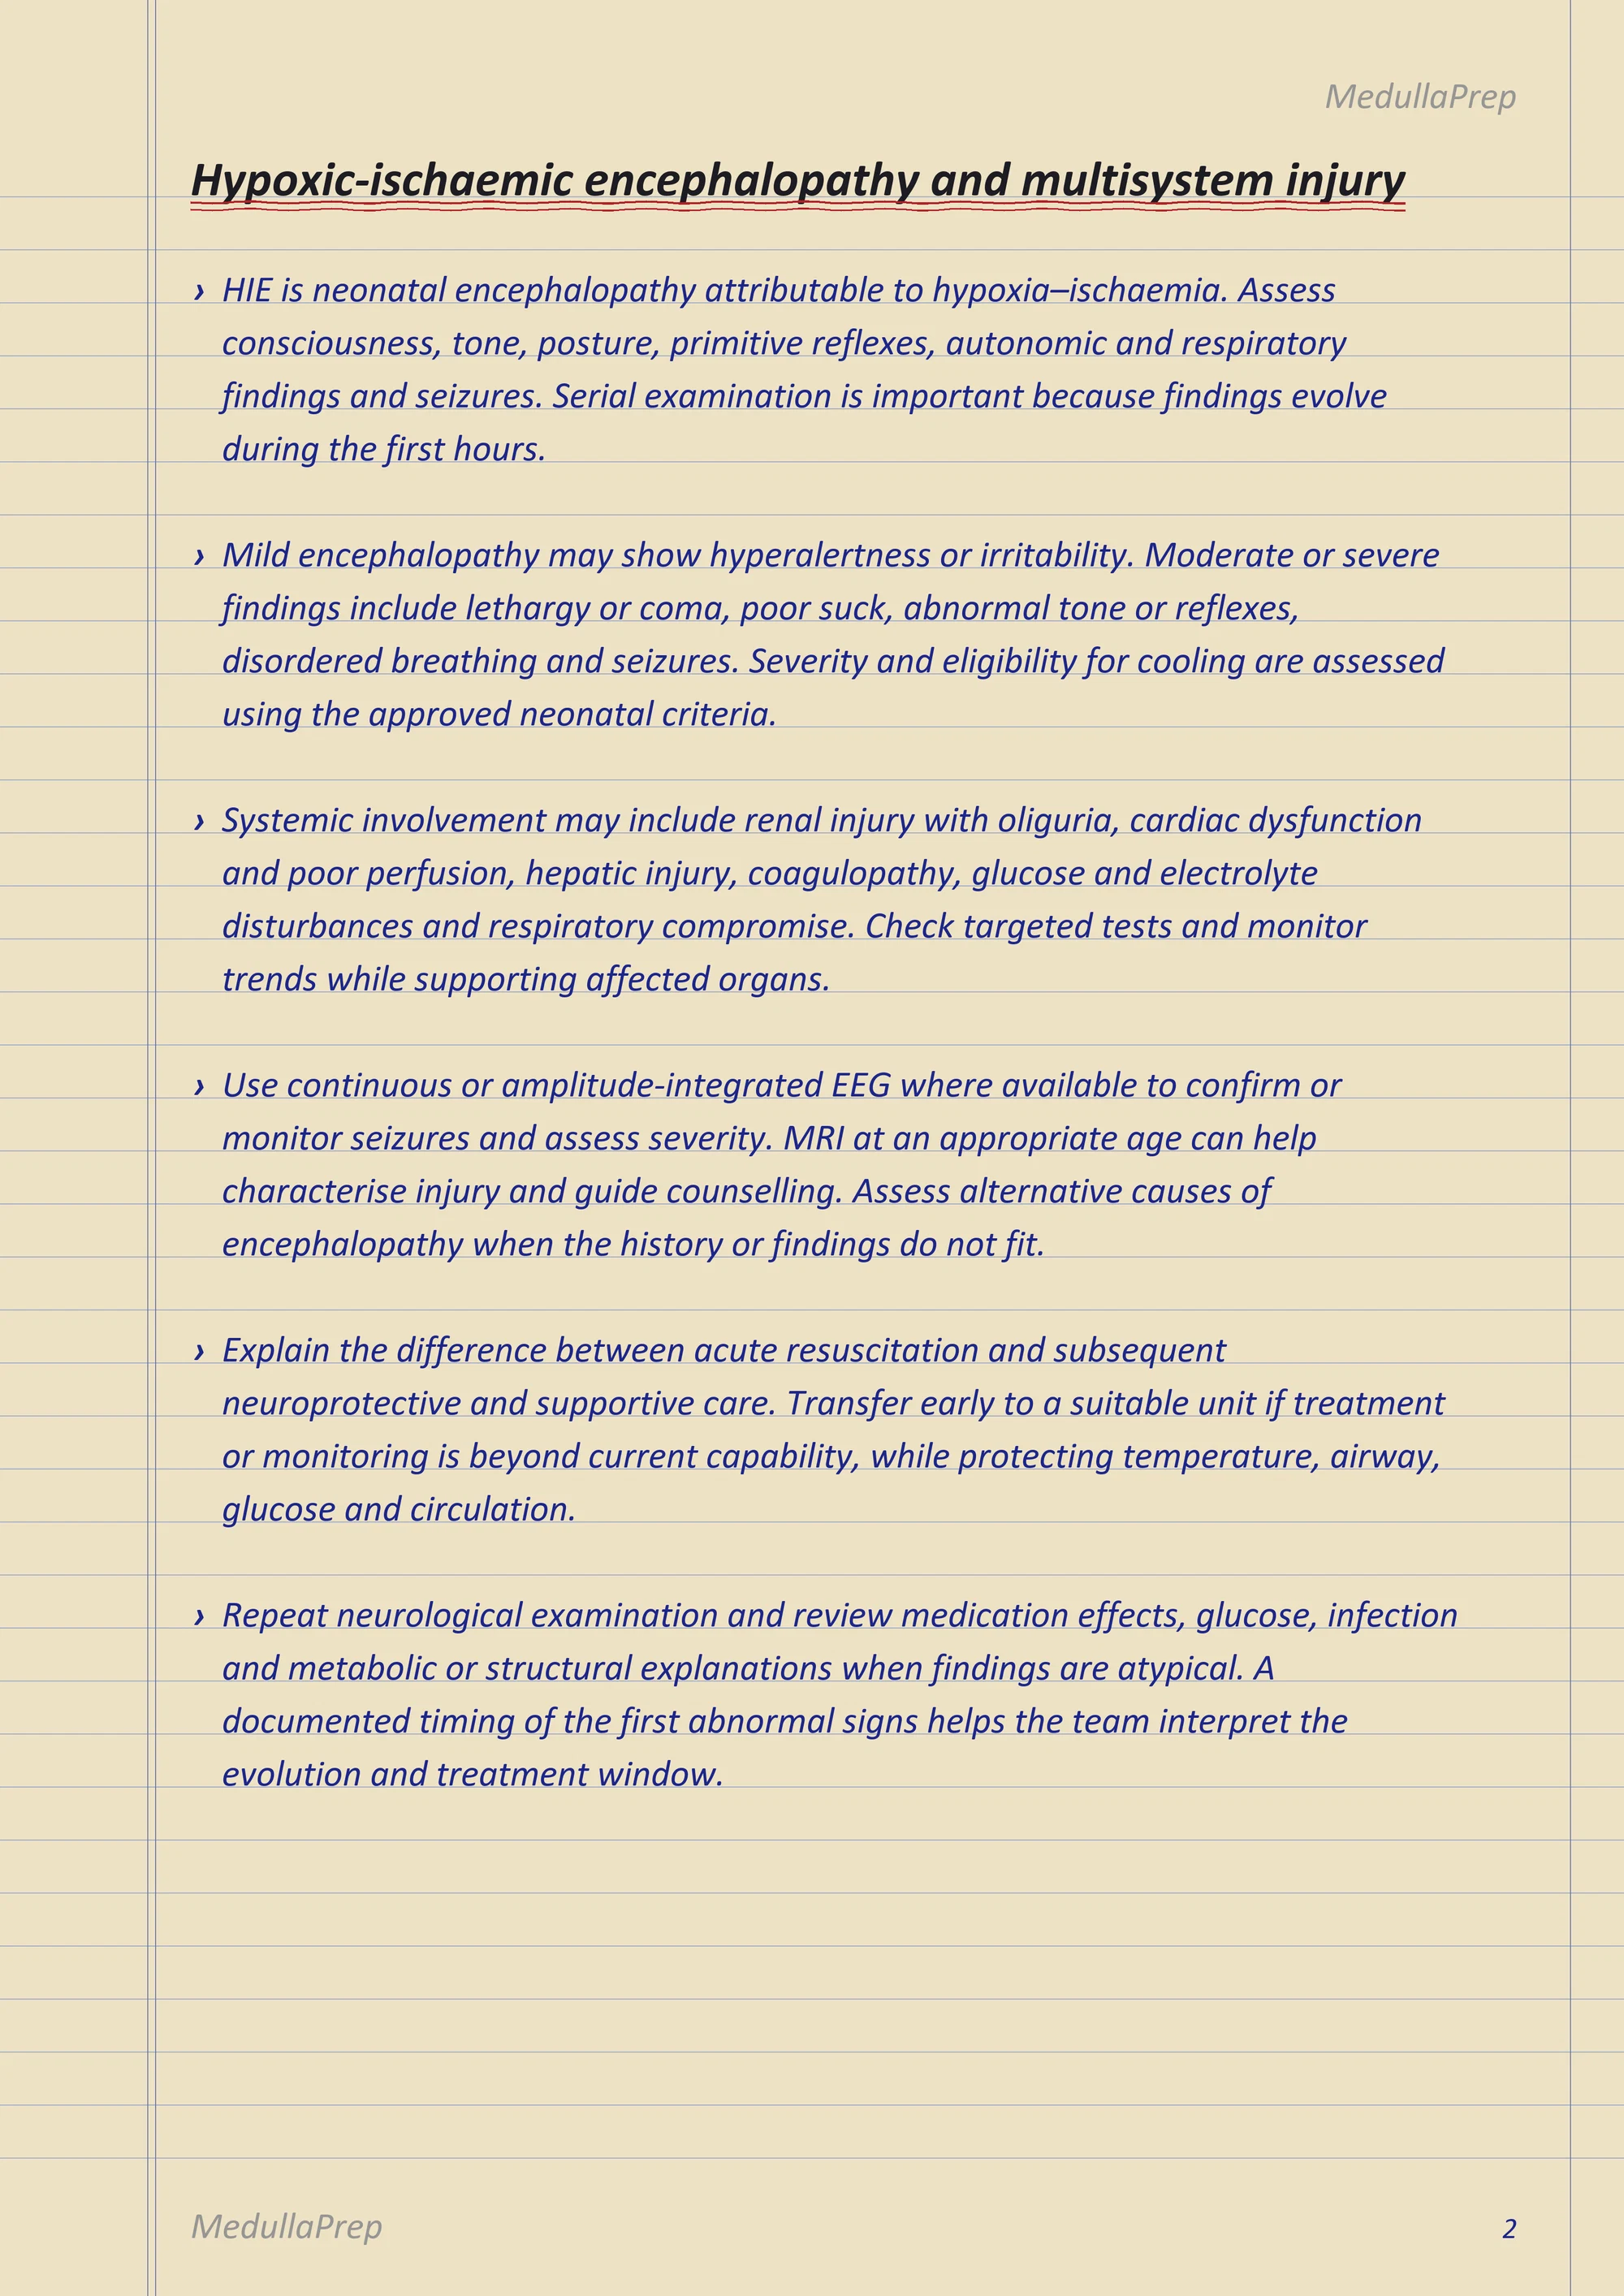 MedullaPrep
Hypoxic-ischaemic encephalopathy and multisystem injury
› HIE is neonatal encephalopathy attributable to hypoxia–ischaemia. Assess
consciousness, tone, posture, primitive reflexes, autonomic and respiratory
findings and seizures. Serial examination is important because findings evolve
during the first hours.
› Mild encephalopathy may show hyperalertness or irritability. Moderate or severe
findings include lethargy or coma, poor suck, abnormal tone or reflexes,
disordered breathing and seizures. Severity and eligibility for cooling are assessed
using the approved neonatal criteria.
› Systemic involvement may include renal injury with oliguria, cardiac dysfunction
and poor perfusion, hepatic injury, coagulopathy, glucose and electrolyte
disturbances and respiratory compromise. Check targeted tests and monitor
trends while supporting affected organs.
› Use continuous or amplitude-integrated EEG where available to confirm or
monitor seizures and assess severity. MRI at an appropriate age can help
characterise injury and guide counselling. Assess alternative causes of
encephalopathy when the history or findings do not fit.
› Explain the difference between acute resuscitation and subsequent
neuroprotective and supportive care. Transfer early to a suitable unit if treatment
or monitoring is beyond current capability, while protecting temperature, airway,
glucose and circulation.
› Repeat neurological examination and review medication effects, glucose, infection
and metabolic or structural explanations when findings are atypical. A
documented timing of the first abnormal signs helps the team interpret the
evolution and treatment window.
MedullaPrep
2